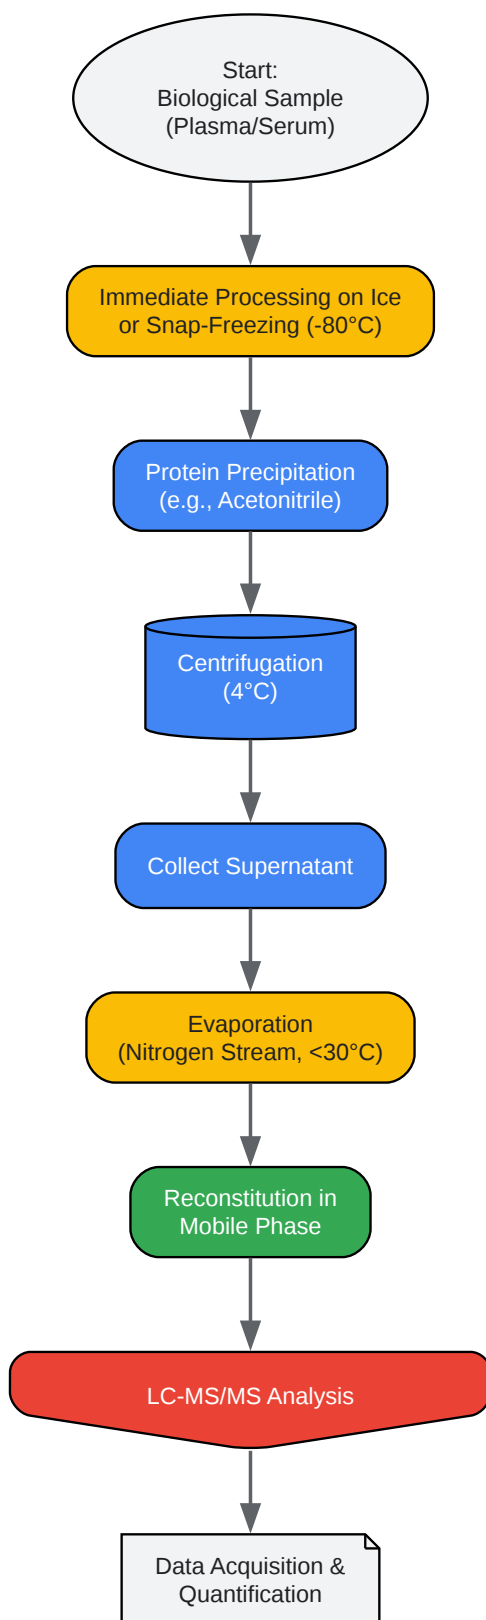 Start:
Biological Sample
(Plasma/Serum)
Immediate Processing on Ice
or Snap-Freezing (-80°C)
Protein Precipitation
(e.g., Acetonitrile)
Centrifugation
(4°C)
Collect Supernatant
Evaporation
(Nitrogen Stream, <30°C)
Reconstitution in
Mobile Phase
LC-MS/MS Analysis
Data Acquisition &
Quantification